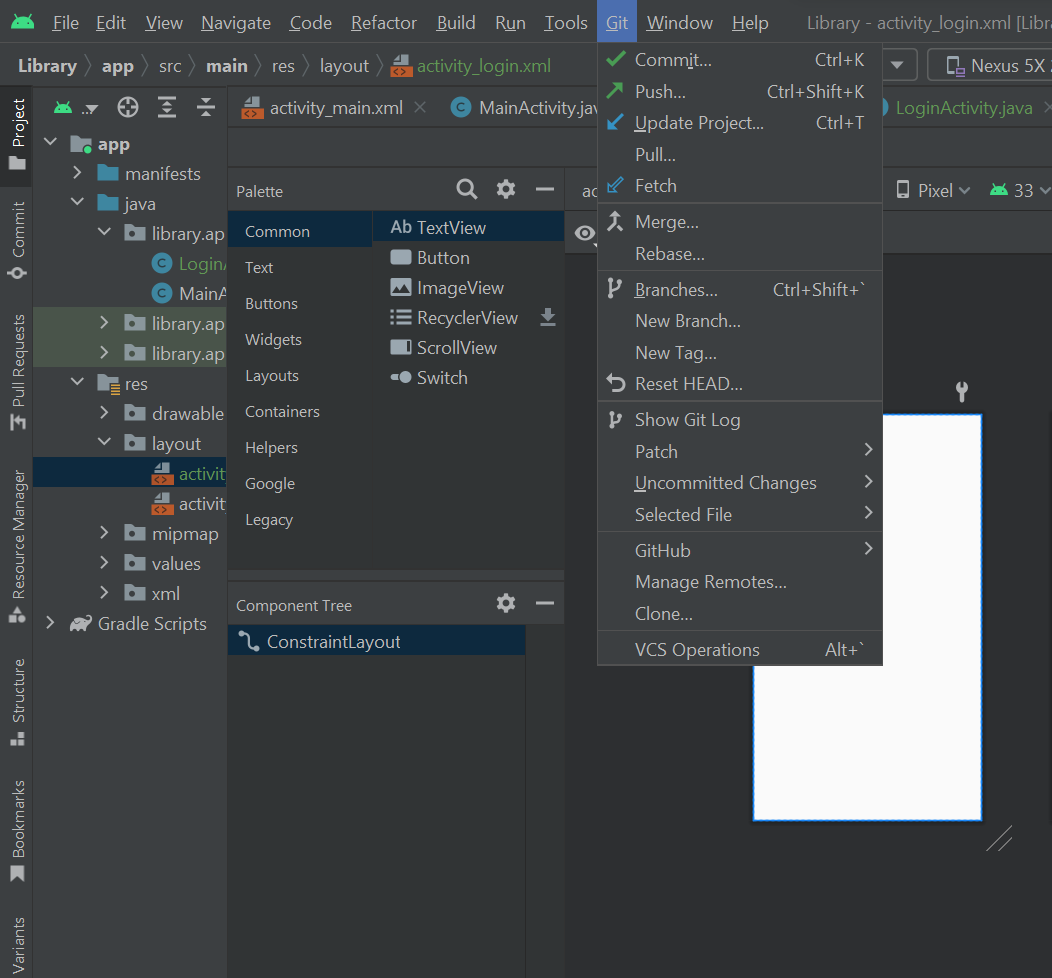 File Edit View Navigate Code Refactor Build Run Tools Git Window Help Library - activity_login.xml [Libra
Library app src main res layout activity_login.xml
Nexus 5X
Project
Commit
Pull Requests
Resource Manager
Structure
Bookmarks
Variants
..
app
manifests
java
library.ap
Login
MainA
library.ap
library.ap
res
drawable
layout
activit
activit
mipmap
values
xml
Gradle Scripts
activity_main.xml MainActivity.jav LoginActivity.java
Palette
Common
Text
Buttons
Widgets
Layouts
Containers
Helpers
Google
Legacy
Ab TextView
Button
ImageView
RecyclerView
ScrollView
Switch
Component Tree
ConstraintLayout
ac
Pixel 33
Commit... Ctrl+K
Push... Ctrl+Shift+K
Update Project... Ctrl+T
Pull...
Fetch
Merge...
Rebase...
Branches... Ctrl+Shift+`
New Branch...
New Tag...
Reset HEAD...
Show Git Log
Patch
Uncommitted Changes
Selected File
GitHub
Manage Remotes...
Clone...
VCS Operations Alt+`